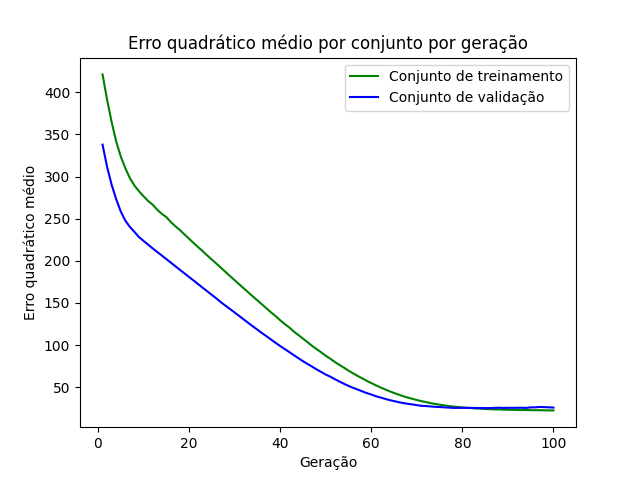 Erro quadrático médio por conjunto por geração
Conjunto de treinamento
Conjunto de validação
Erro quadrático médio
400
350
300
250
200
150
100
50
0
20
40
60
80
100
Geração